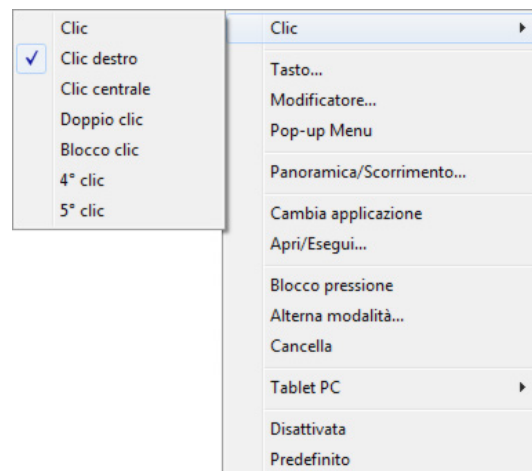 Clic
Clic destro
Clic centrale
Doppio clic
Blocco clic
4° clic
5° clic
Clic
Tasto...
Modificatore...
Pop-up Menu
Panoramica/Scorrimento...
Cambia applicazione
Apri/Esegui...
Blocco pressione
Alterna modalità...
Cancella
Tablet PC
Disattivata
Predefinito